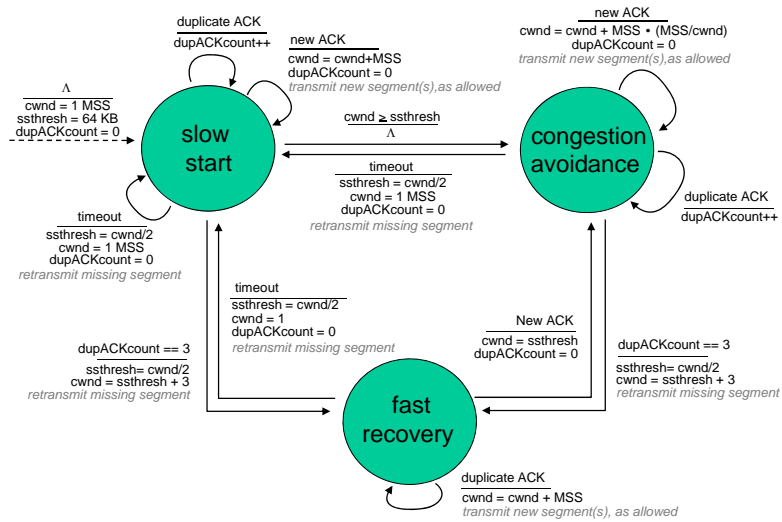 duplicate ACK
dupACKcount++
new ACK
cwnd = cwnd+MSS
dupACKcount = 0
transmit new segment(s),as allowed
new ACK
cwnd = cwnd + MSS • (MSS/cwnd)
dupACKcount = 0
transmit new segment(s),as allowed
Λ
cwnd = 1 MSS
ssthresh = 64 KB
dupACKcount = 0
slow
start
cwnd ≥ ssthresh
Λ
congestion
avoidance
timeout
ssthresh = cwnd/2
cwnd = 1 MSS
dupACKcount = 0
retransmit missing segment
duplicate ACK
dupACKcount++
timeout
ssthresh = cwnd/2
cwnd = 1 MSS
dupACKcount = 0
retransmit missing segment
timeout
ssthresh = cwnd/2
cwnd = 1
dupACKcount = 0
retransmit missing segment
New ACK
cwnd = ssthresh
dupACKcount = 0
dupACKcount == 3
ssthresh= cwnd/2
cwnd = ssthresh + 3
retransmit missing segment
dupACKcount == 3
ssthresh= cwnd/2
cwnd = ssthresh + 3
retransmit missing segment
fast
recovery
duplicate ACK
cwnd = cwnd + MSS
transmit new segment(s), as allowed